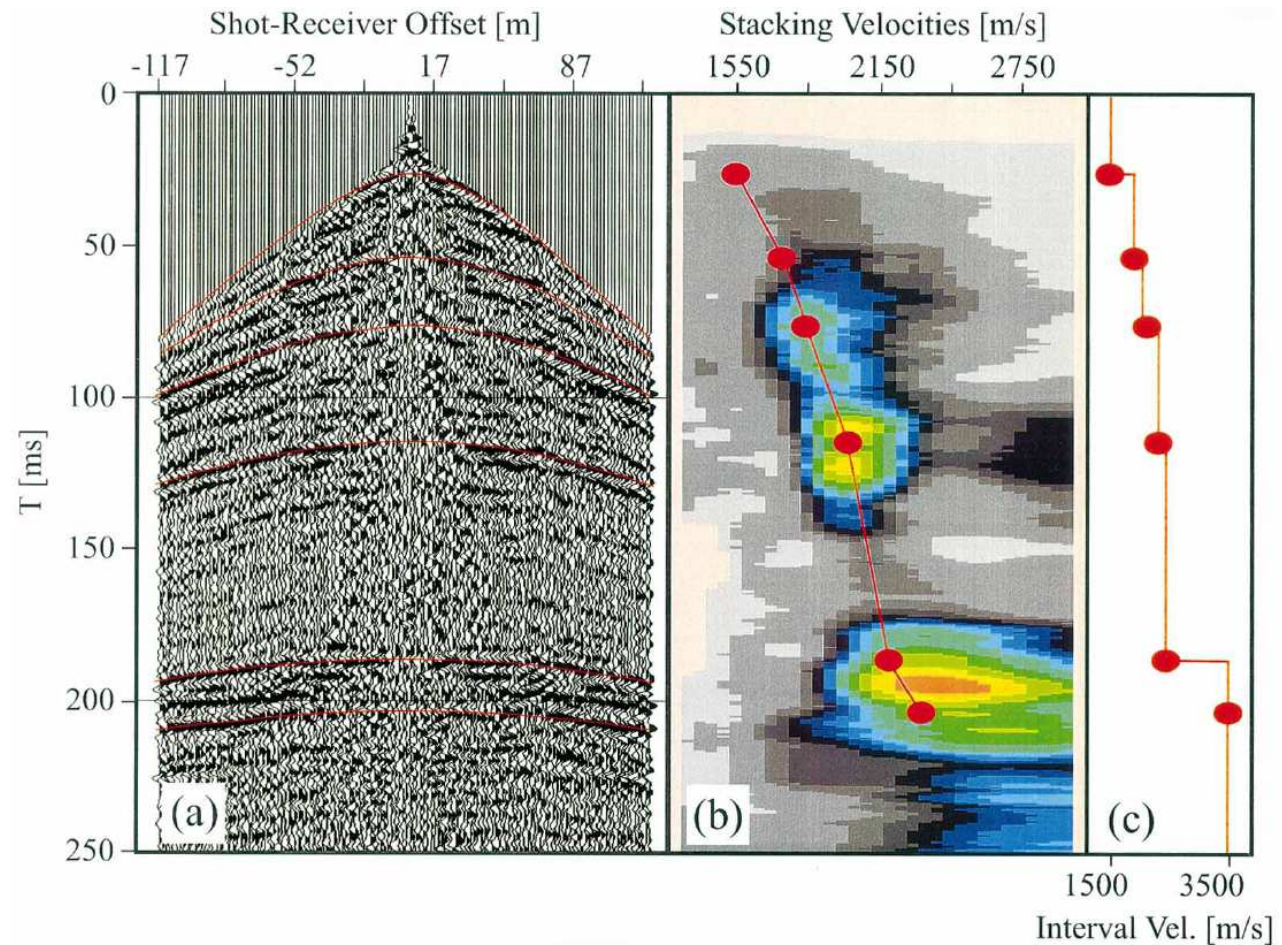 Shot-Receiver Offset [m]
Stacking Velocities [m/s]
-117 -52 17 87
1550 2150 2750
0
50
100
150
200
250
T [ms]
(a)
(b)
(c)
1500 3500
Interval Vel. [m/s]